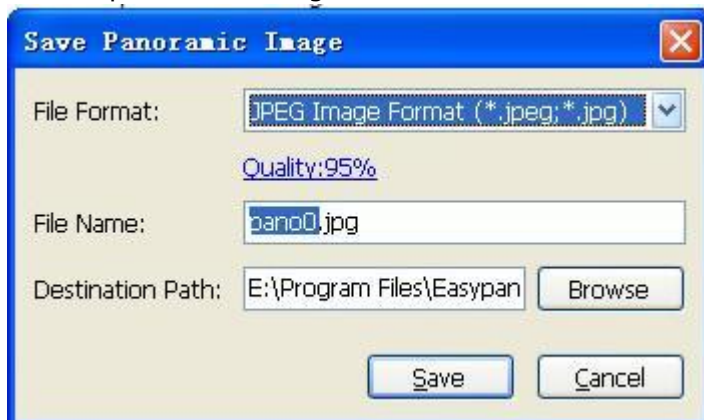 Save Panoramic Image
File Format: JPEG Image Format (*.jpeg;*.jpg)
Quality:95%
File Name: pano0.jpg
Destination Path: E:\Program Files\Easypan Browse
Save Cancel